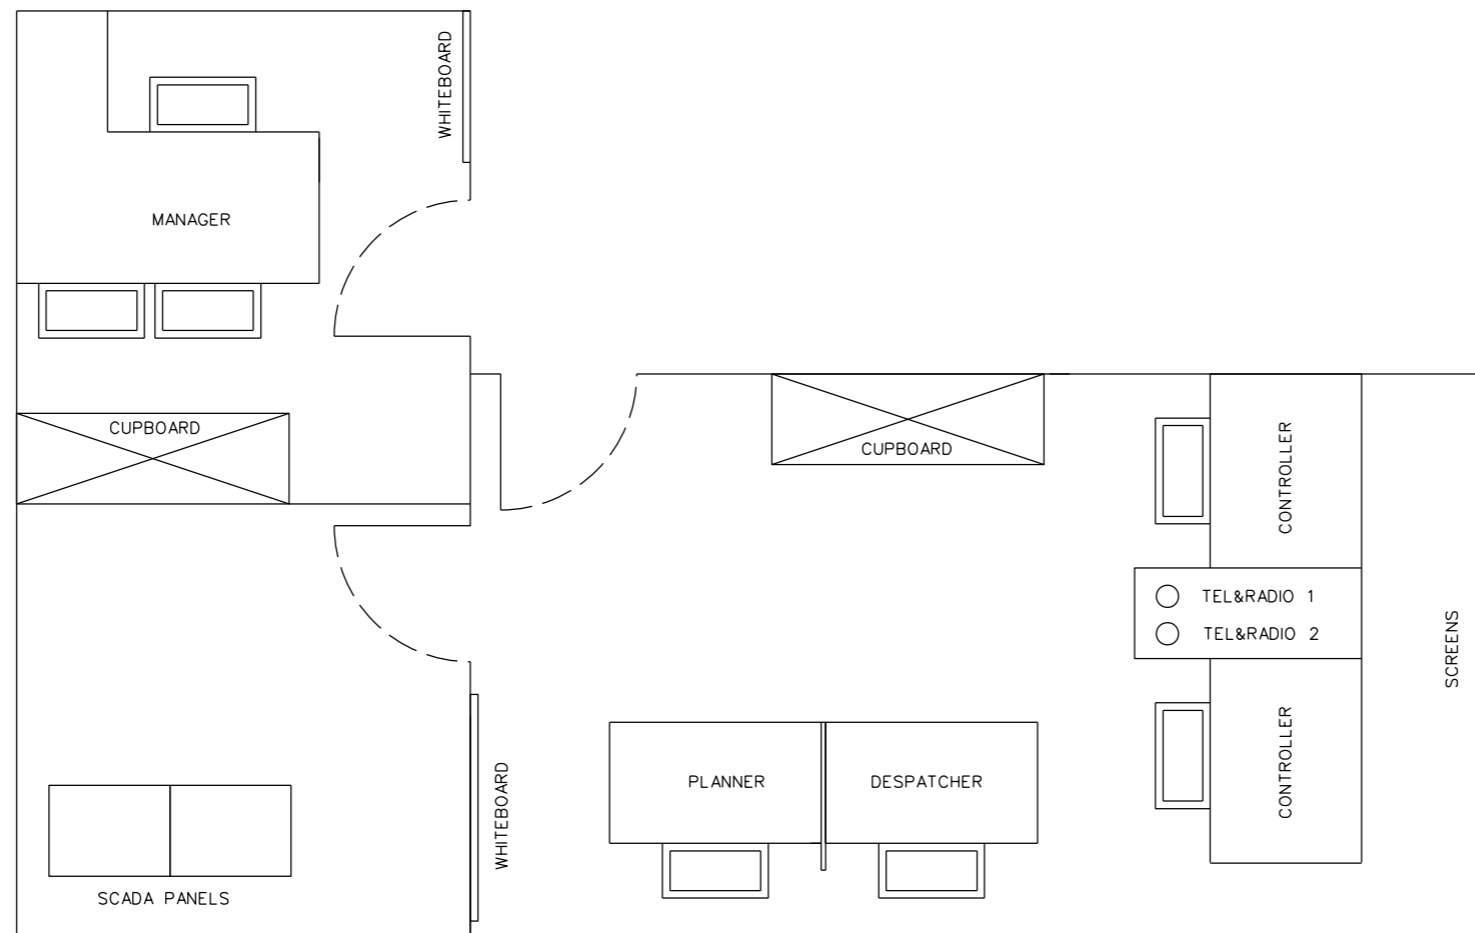 WHITEBOARD
MANAGER
CUPBOARD
CUPBOARD
CONTROLLER
TEL&RADIO 1
TEL&RADIO 2
SCREENS
CONTROLLER
PLANNER
DESPATCHER
WHITEBOARD
SCADA PANELS